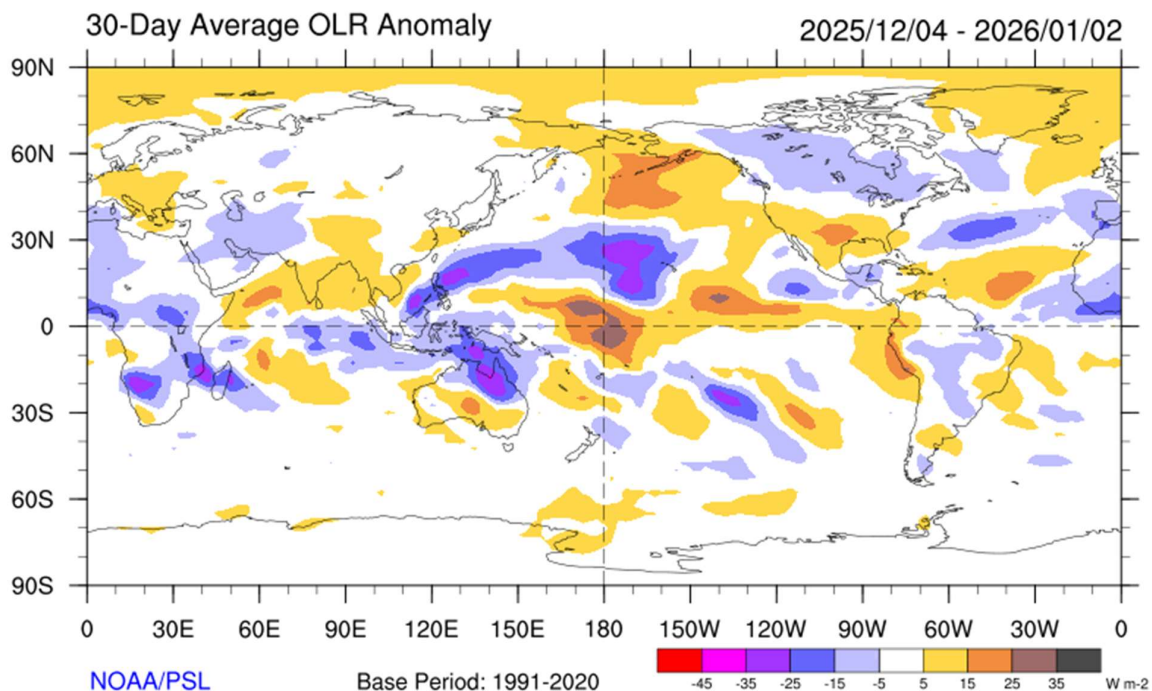 30-Day Average OLR Anomaly
2025/12/04 - 2026/01/02
90N
60N
30N
0
30S
60S
90S
0 30E 60E 90E 120E 150E 180 150W 120W 90W 60W 30W 0
-45 -35 -25 -15 -5 5 15 25 35 W m-2
NOAA/PSL
Base Period: 1991-2020